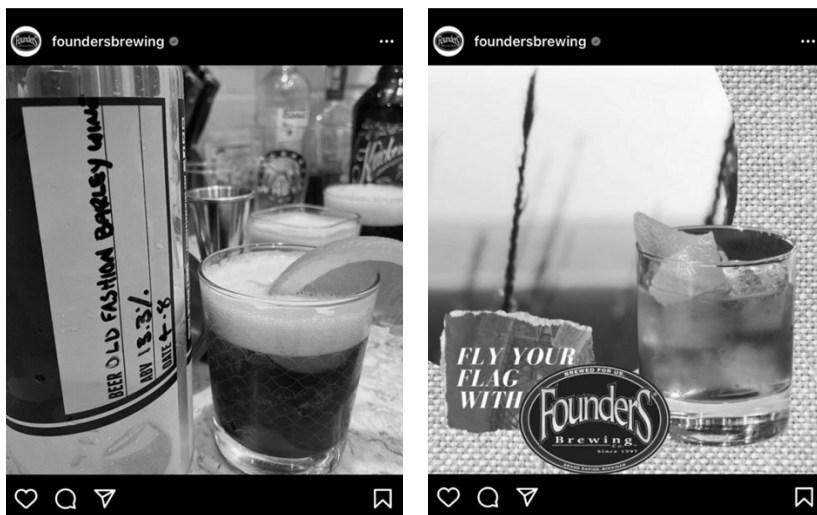 foundersbrewing
BEER OLD FASHION BARLEY WINE
ABV 13.3%
DATE 4.8
foundersbrewing
FLY YOUR
FLAG
WITH
BREWED FOR US
FOUNDERS
Brewing
Co
Since 1997
GRAND RAPIDS, MICHIGAN